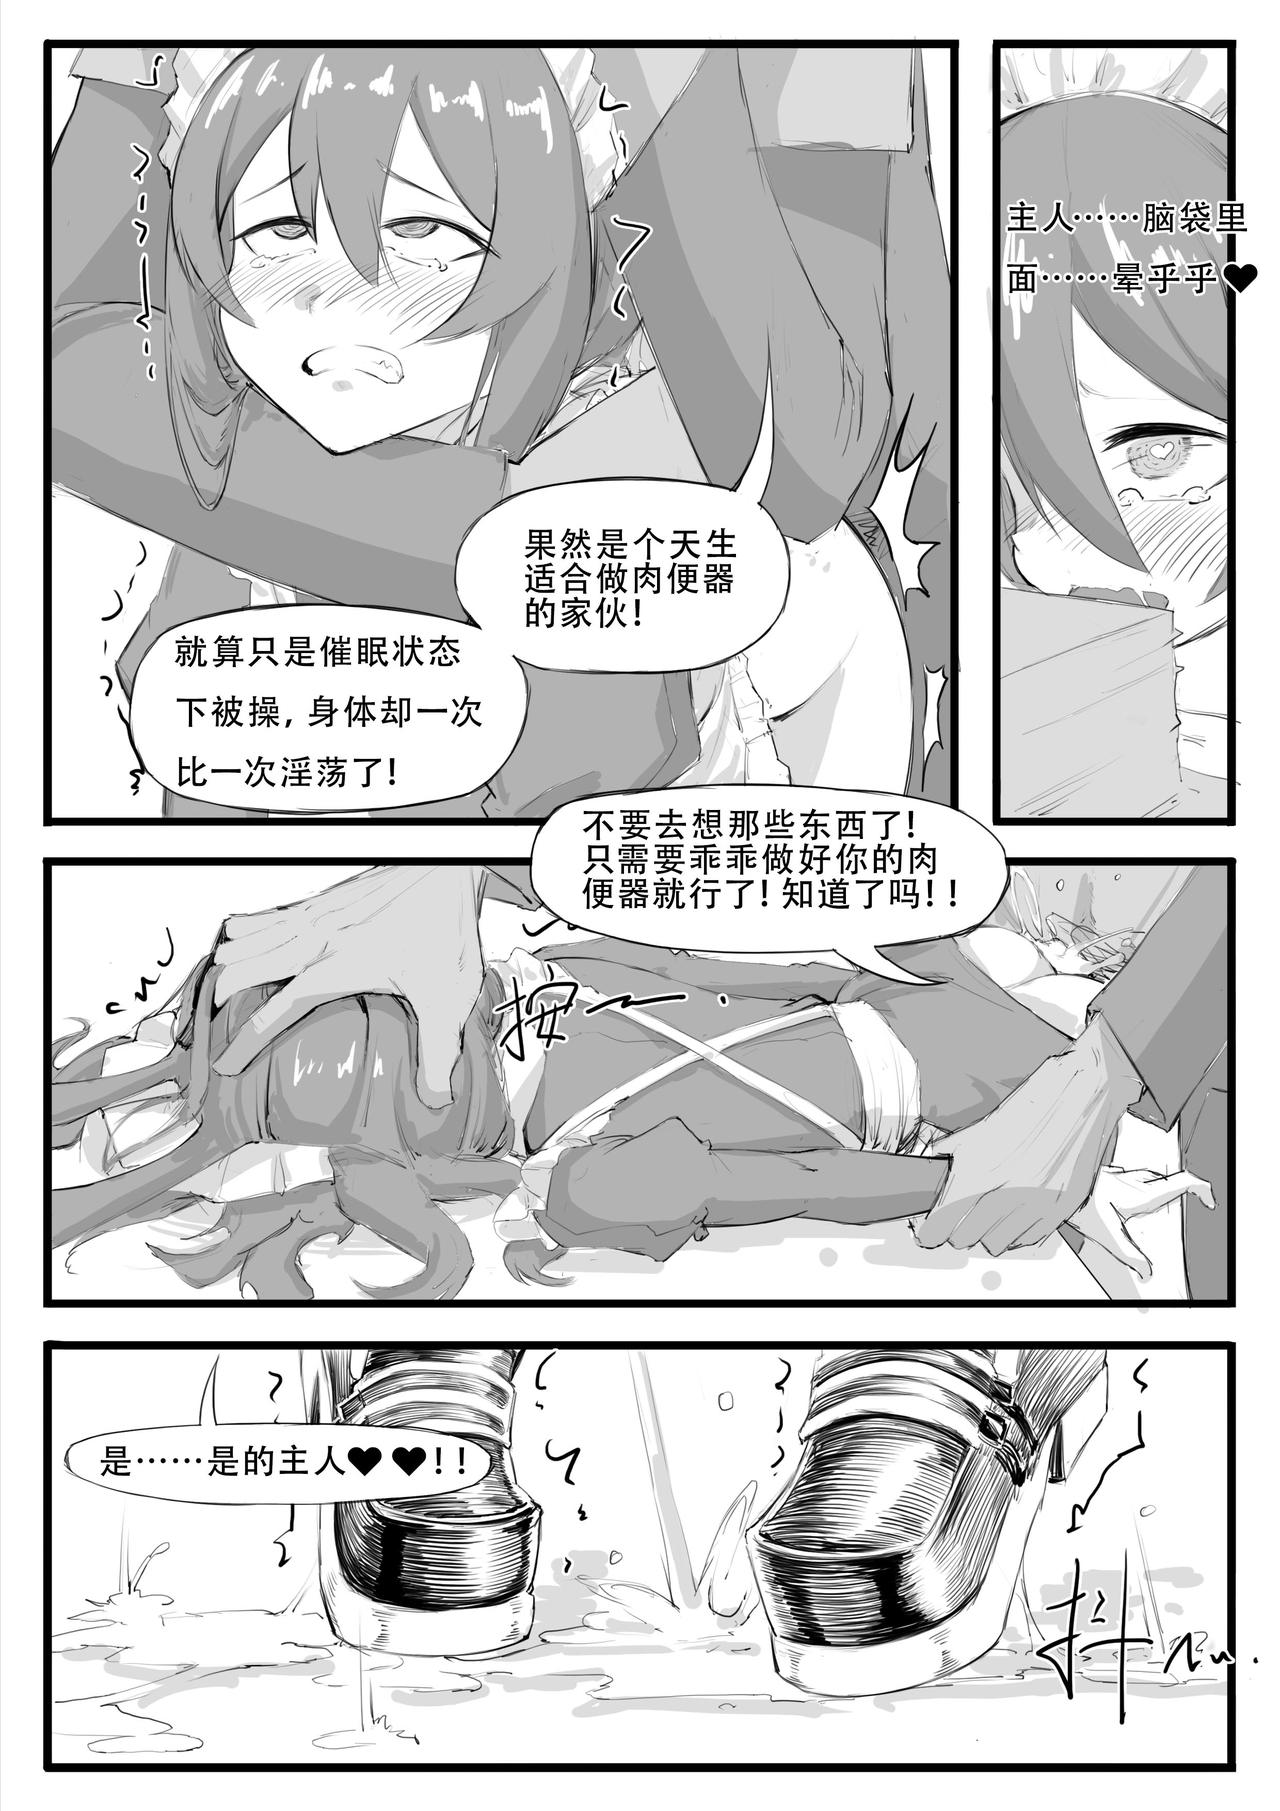 果然是个天生
适合做肉便器
的家伙！
就算只是催眠状态
下被操，身体却一次
比一次淫荡了！
主人……脑袋里
面……晕乎乎♥
不要去想那些东西了！
只需要乖乖做好你的肉
便器就行了！知道了吗！！
按
是……是的主人♥♥！！
抖